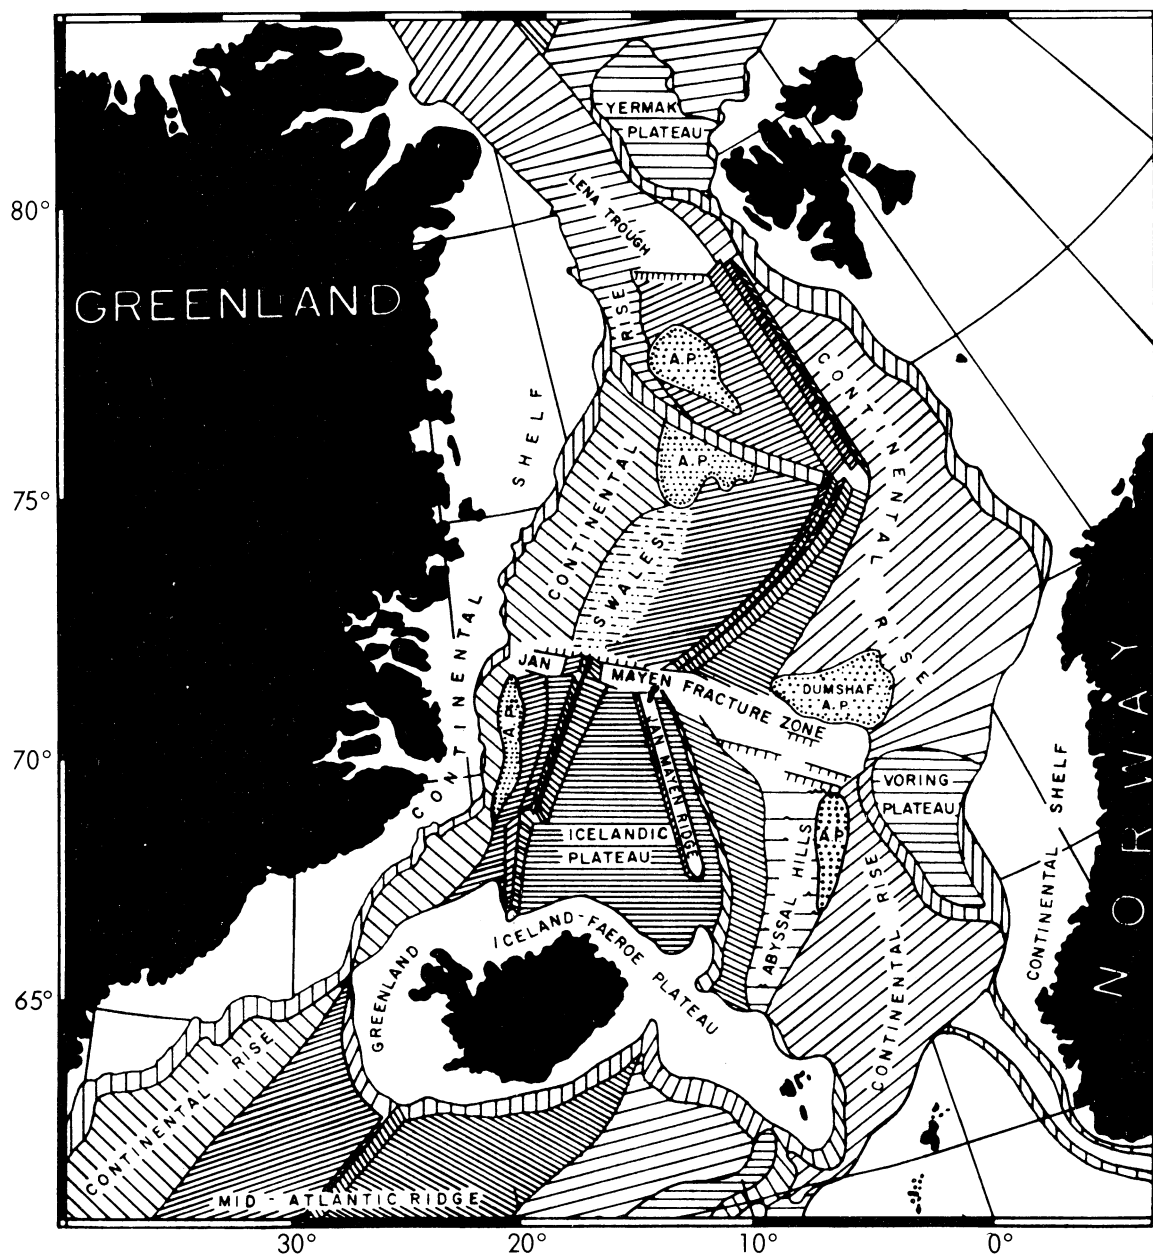 YERMAK
PLATEAU
LENA TROUGH
80°
GREENLAND
RISE
A.P.
CONTINENTAL RISE
SHELF
CONTINENTAL
A.P.
75°
SWALES
CONTINENTAL
JAN MAYEN FRACTURE ZONE
DUMSHAF
A.P.
NORWAY
A.P.
JAN MAYEN RIDGE
70°
VORING
PLATEAU
CONTINENTAL SHELF
ICELANDIC
PLATEAU
A.P.
ABYSSAL HILLS
CONTINENTAL RISE
ICELAND-FAEROE PLATEAU
GREENLAND
65°
CONTINENTAL RISE
MID-ATLANTIC RIDGE
30°
20°
10°
0°